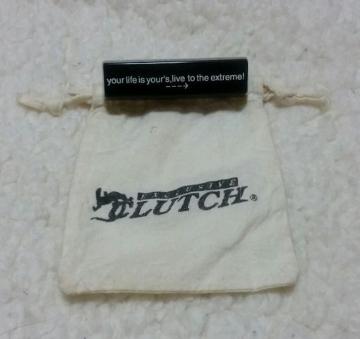 your life is your's,live to the extreme!
--->
EXCLUSIVE
CLUTCH®